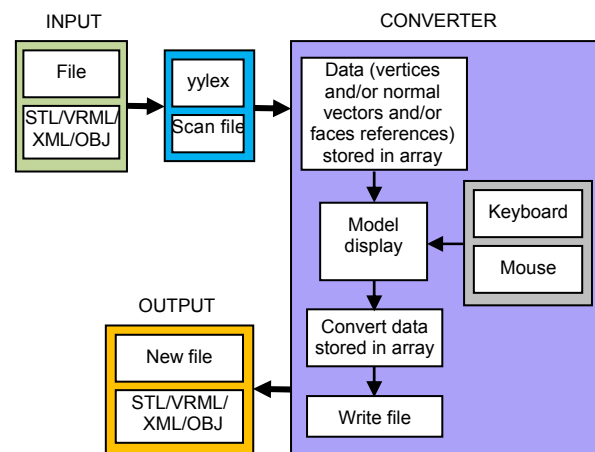 INPUT
File
STL/VRML/
XML/OBJ
yylex
Scan file
CONVERTER
Data (vertices
and/or normal
vectors and/or
faces references)
stored in array
Model
display
Keyboard
Mouse
Convert data
stored in array
Write file
OUTPUT
New file
STL/VRML/
XML/OBJ